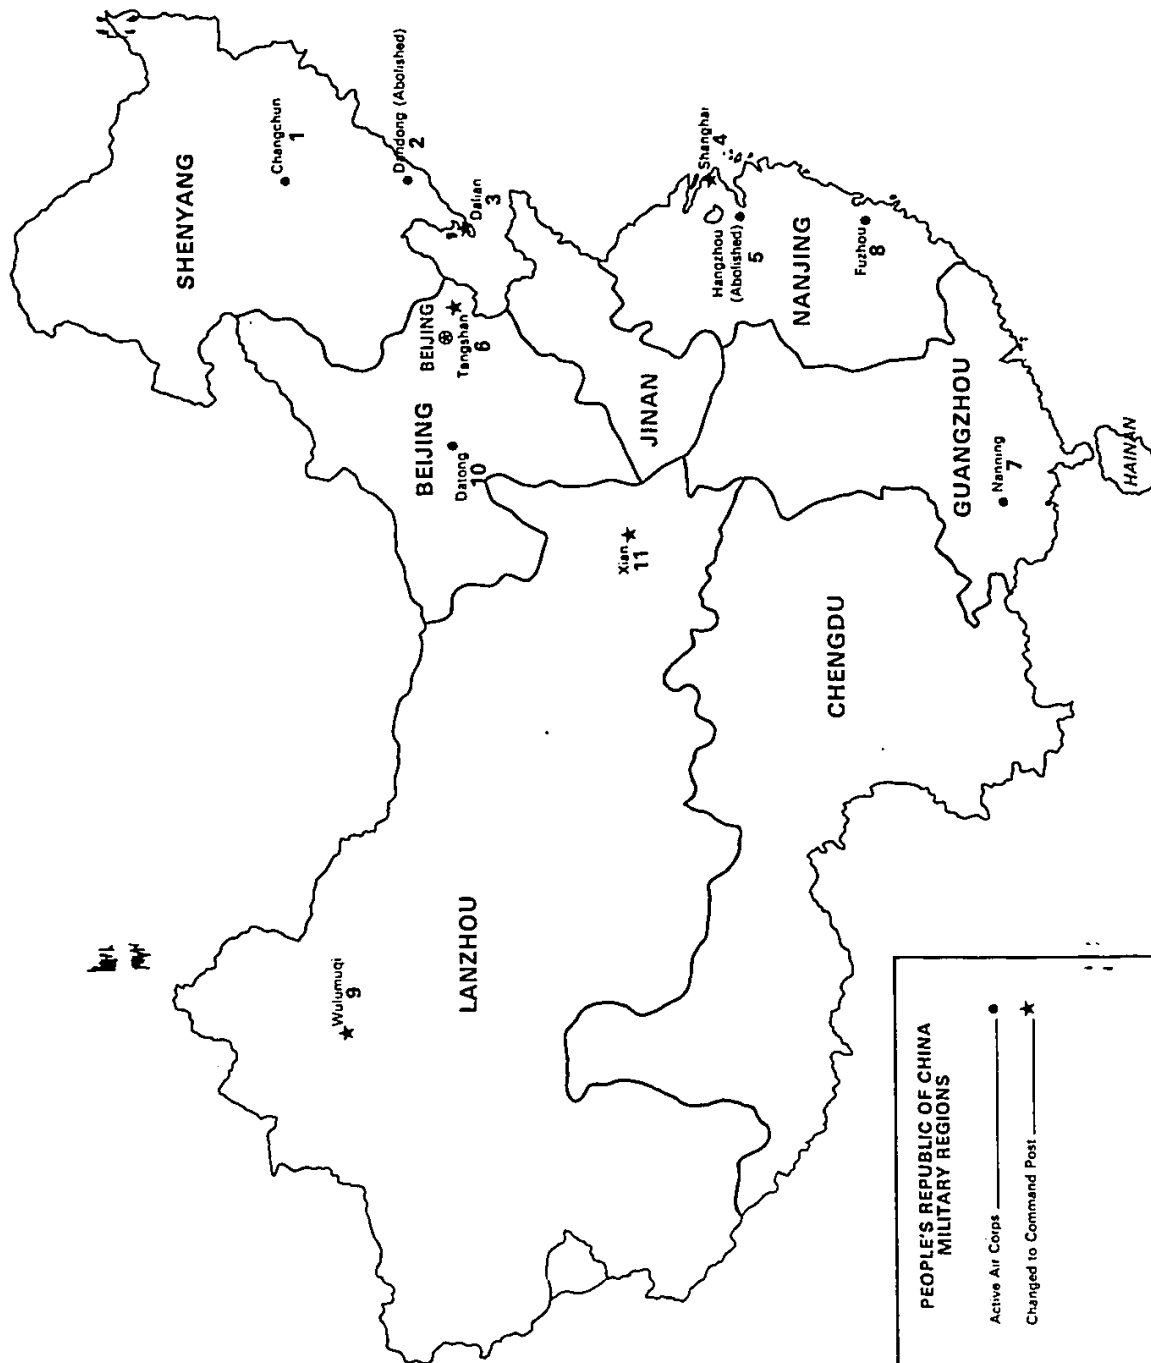 SHENYANG
Changchun
1
Dandong (Abolished)
2
Dalian
3
BEIJING
BEIJING
Tangshan
6
Datong
10
JINAN
Shanghai
4
Hangzhou
(Abolished)
5
NANJING
Fuzhou
8
GUANGZHOU
Nanning
7
HAINAN
Xian
11
CHENGDU
LANZHOU
Wulumuqi
9
PEOPLE'S REPUBLIC OF CHINA
MILITARY REGIONS
Active Air Corps
Changed to Command Post